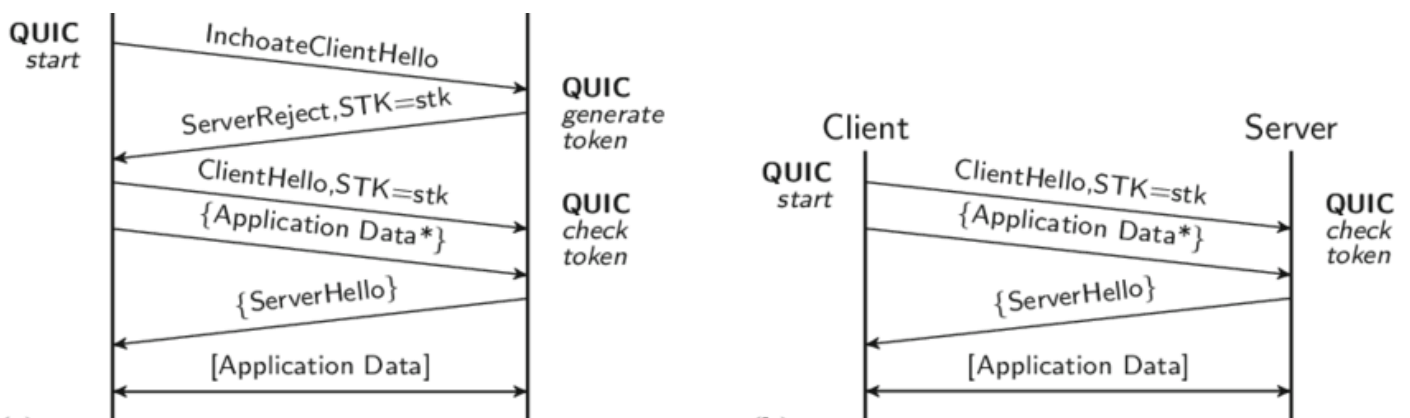 QUIC
start
InchoateClientHello
QUIC
generate
token
ServerReject,STK=stk
ClientHello,STK=stk
QUIC
check
token
{Application Data*}
{ServerHello}
[Application Data]
Client
Server
QUIC
start
ClientHello,STK=stk
QUIC
check
token
{Application Data*}
{ServerHello}
[Application Data]